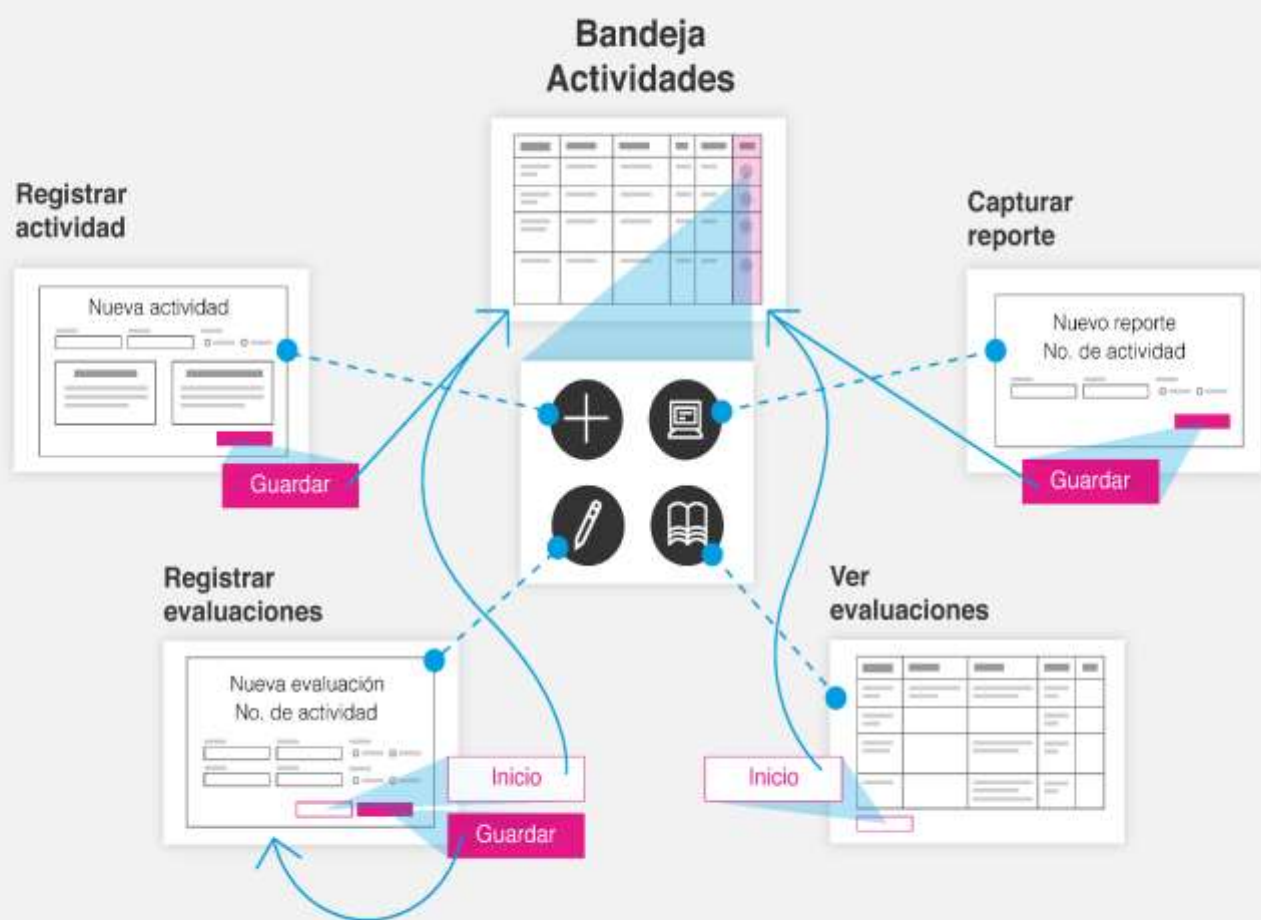 Bandeja
Actividades
Registrar
actividad
Nueva actividad
Guardar
Capturar
reporte
Nuevo reporte
No. de actividad
Guardar
Registrar
evaluaciones
Nueva evaluación
No. de actividad
Inicio
Guardar
Ver
evaluaciones
Inicio